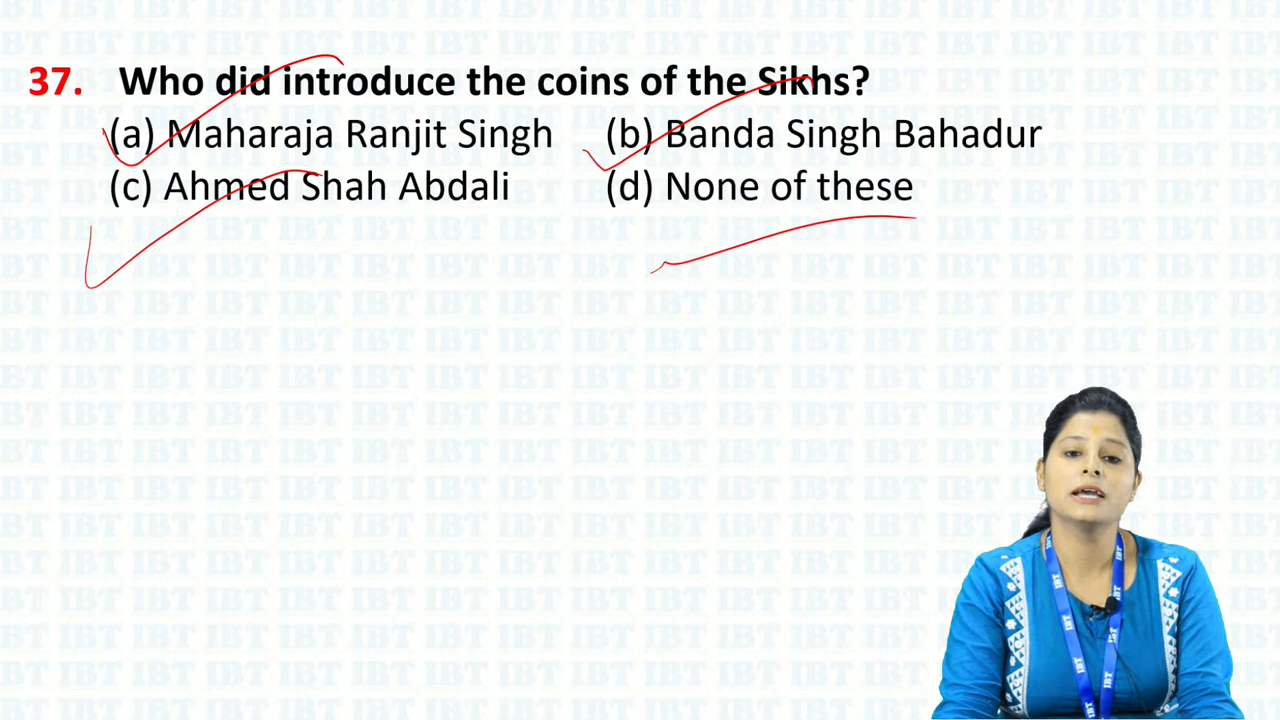 37. Who did introduce the coins of the Sikhs?
(a) Maharaja Ranjit Singh (b) Banda Singh Bahadur
(c) Ahmed Shah Abdali (d) None of these